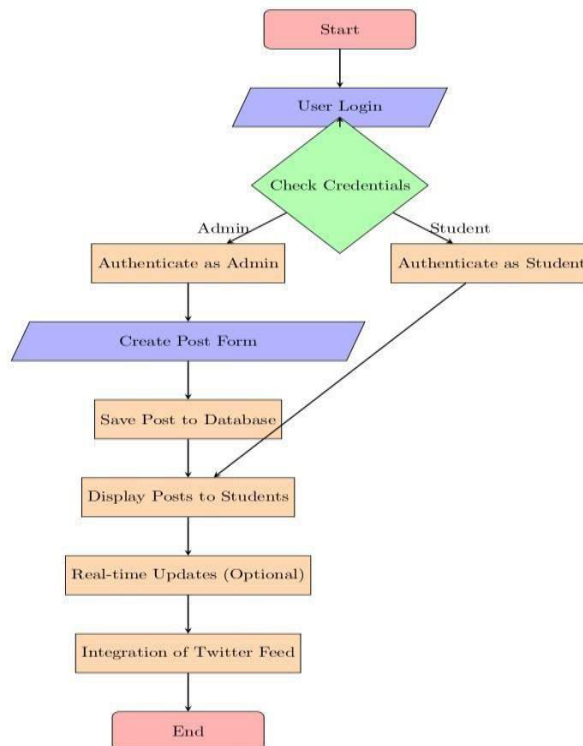 Start
User Login
Check Credentials
Admin
Student
Authenticate as Admin
Authenticate as Student
Create Post Form
Save Post to Database
Display Posts to Students
Real-time Updates (Optional)
Integration of Twitter Feed
End